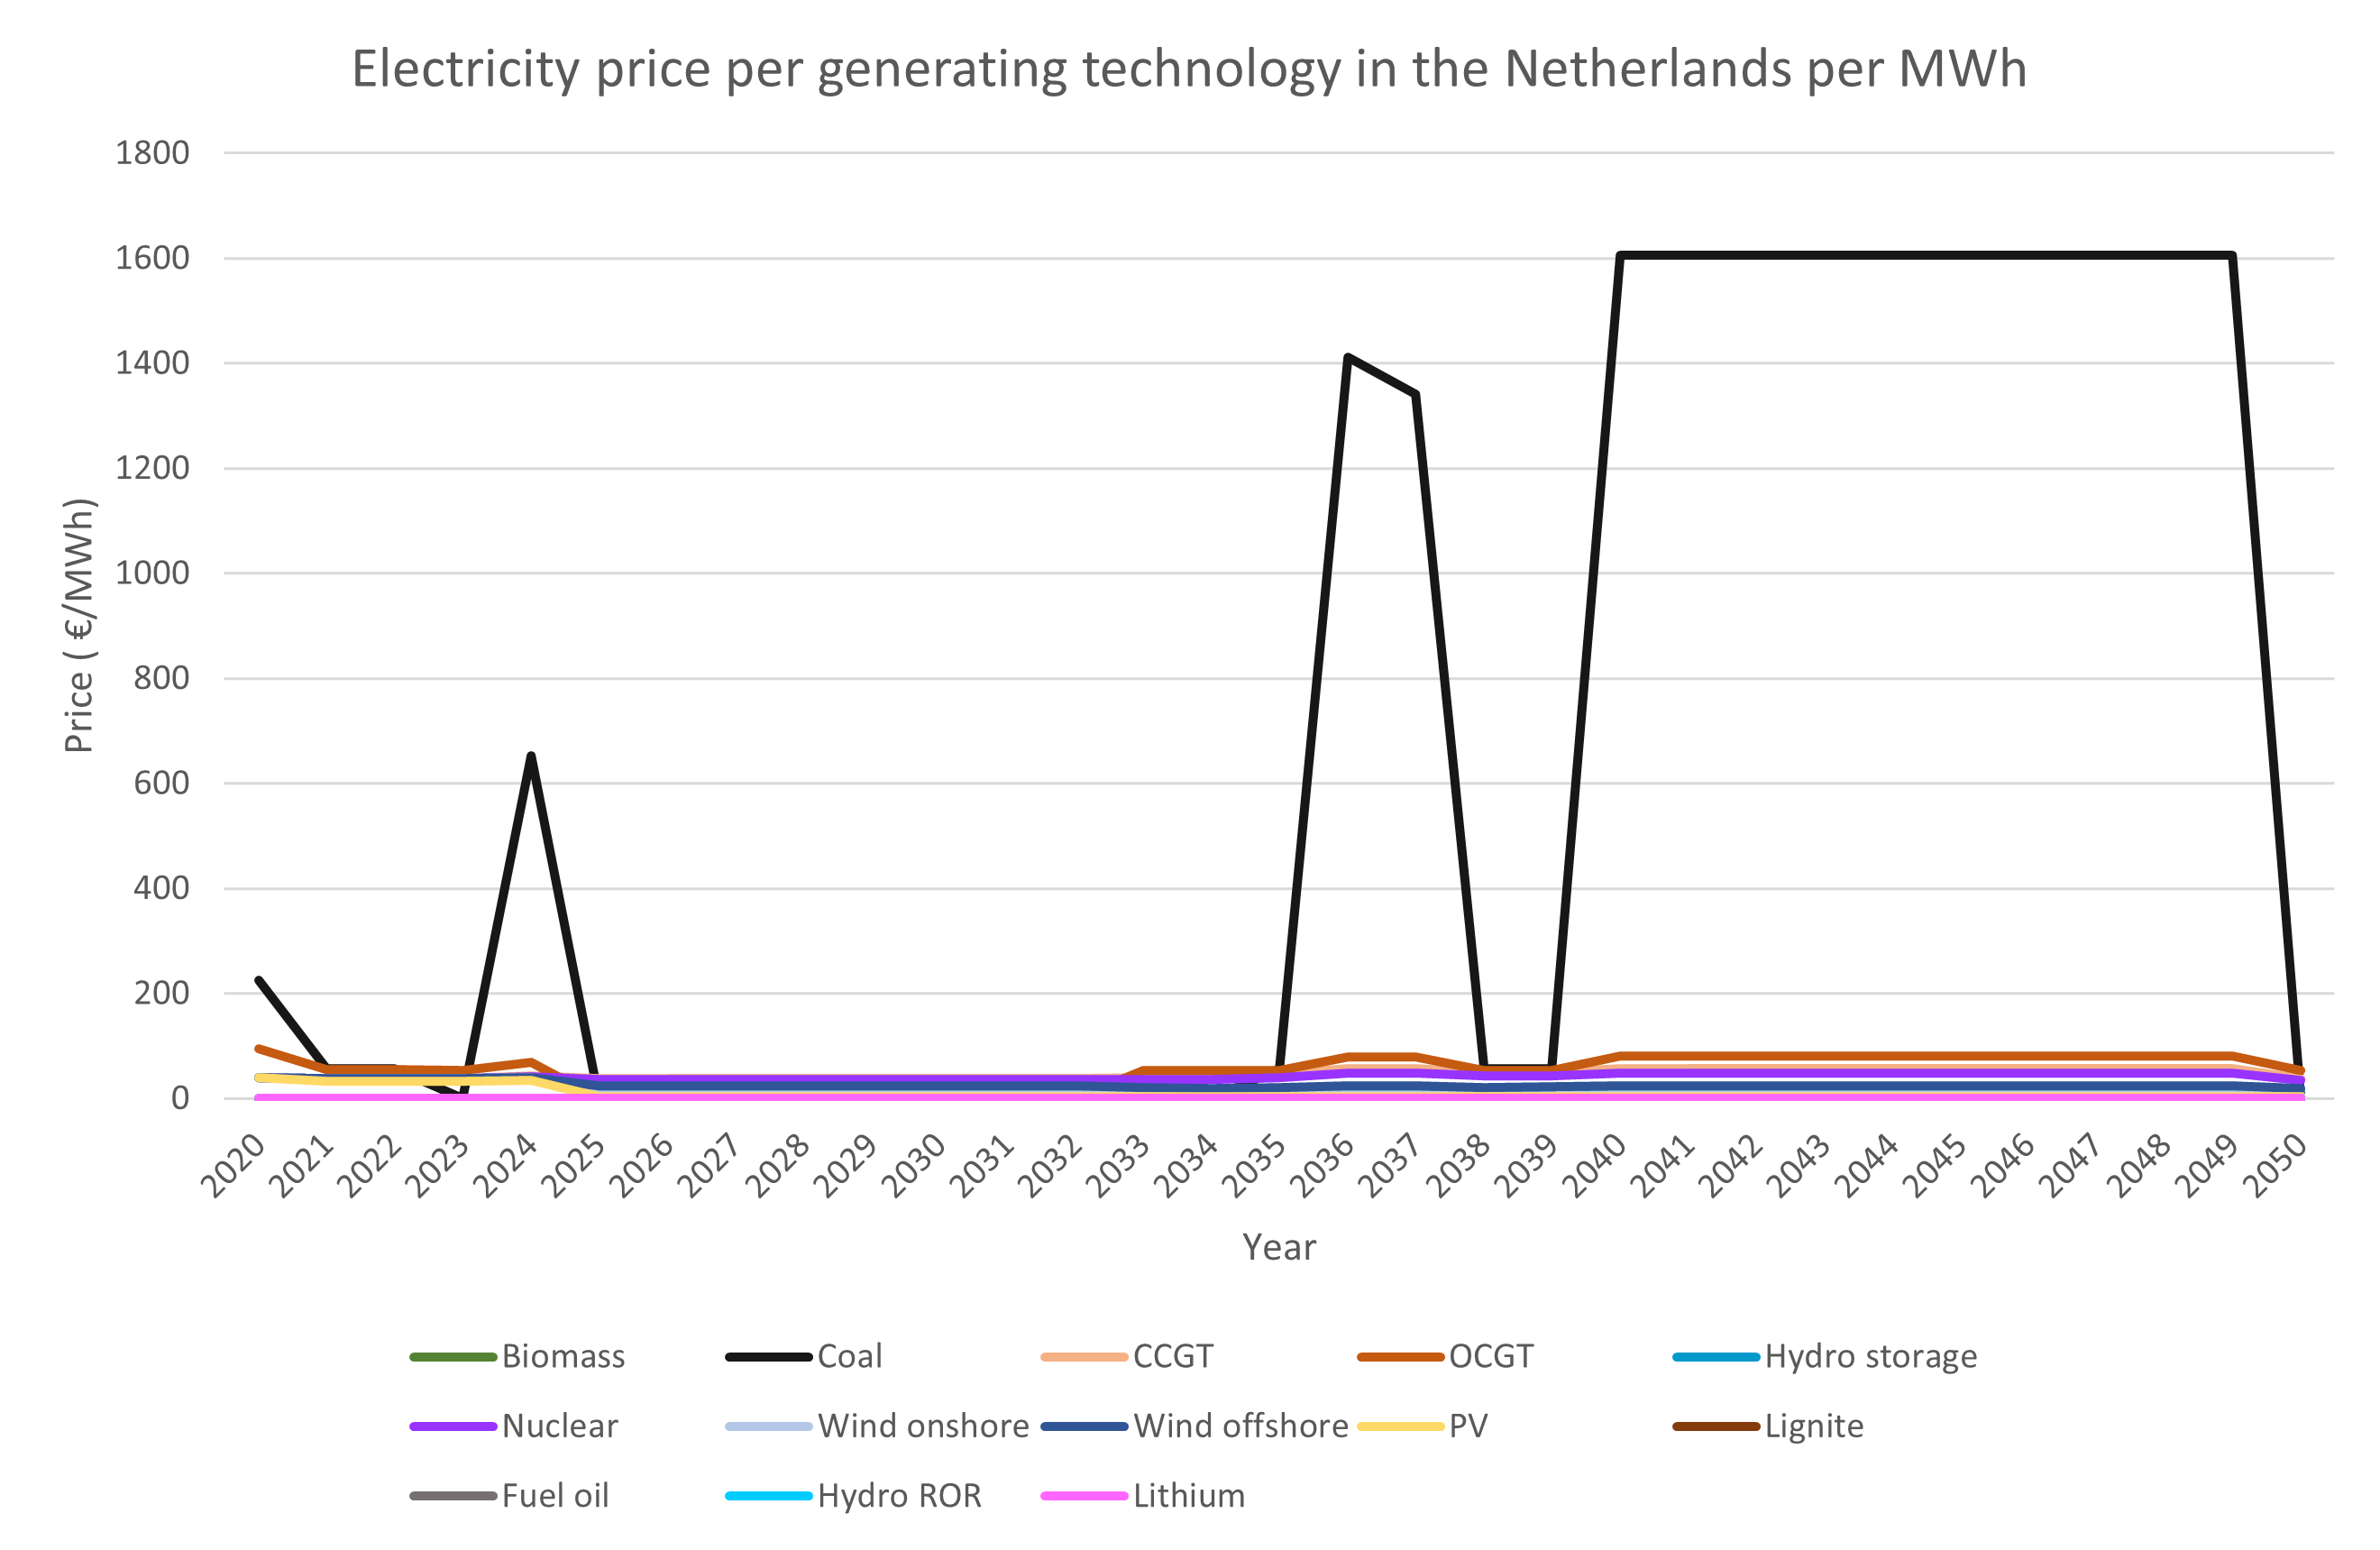 Electricity price per generating technology in the Netherlands per MWh
1800
1600
1400
1200
1000
800
600
400
200
0
Price ( €/MWh)
2020 2021 2022 2023 2024 2025 2026 2027 2028 2029 2030 2031 2032 2033 2034 2035 2036 2037 2038 2039 2040 2041 2042 2043 2044 2045 2046 2047 2048 2049 2050
Year
Biomass Coal CCGT OCGT Hydro storage
Nuclear Wind onshore Wind offshore PV Lignite
Fuel oil Hydro ROR Lithium